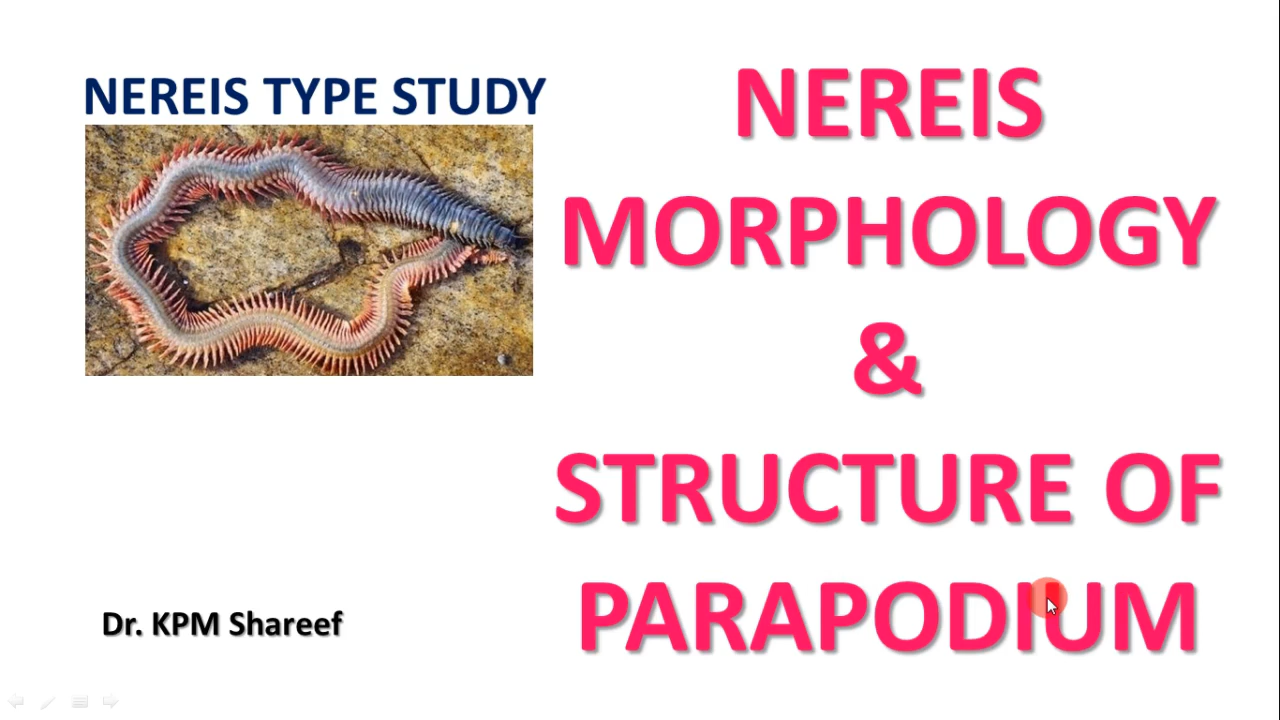 NEREIS TYPE STUDY
NEREIS
MORPHOLOGY
&
STRUCTURE OF
PARAPODIUM
Dr. KPM Shareef